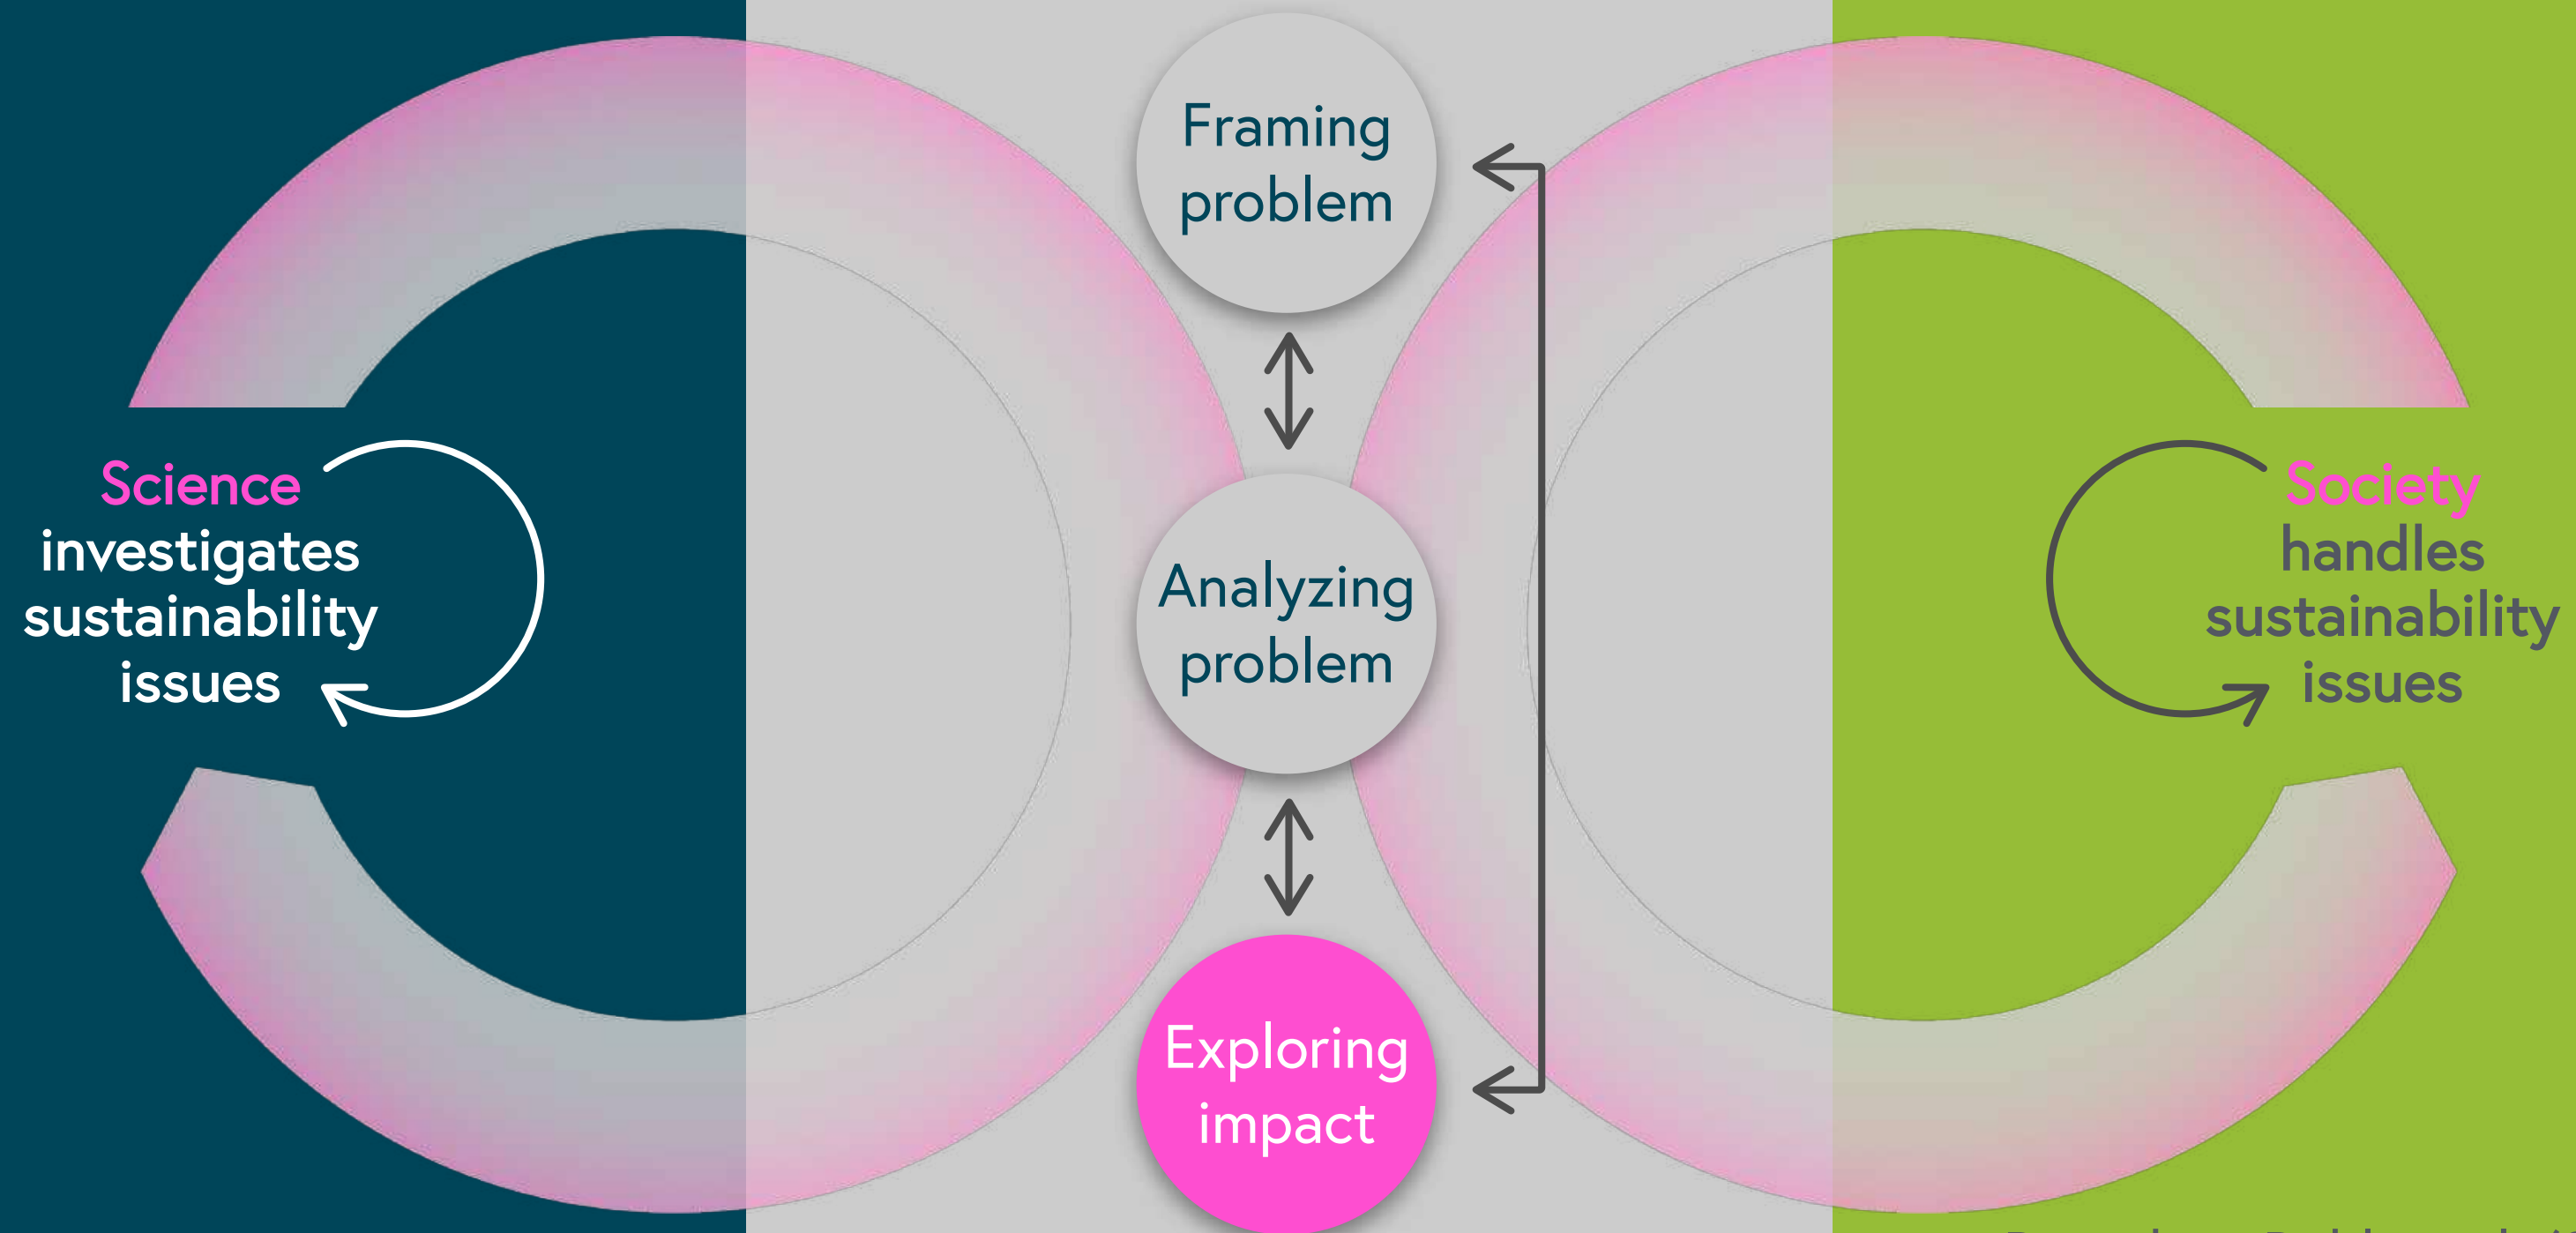 Framing
problem
Science
investigates
sustainability
issues
Analyzing
problem
Society
handles
sustainability
issues
Exploring
impact